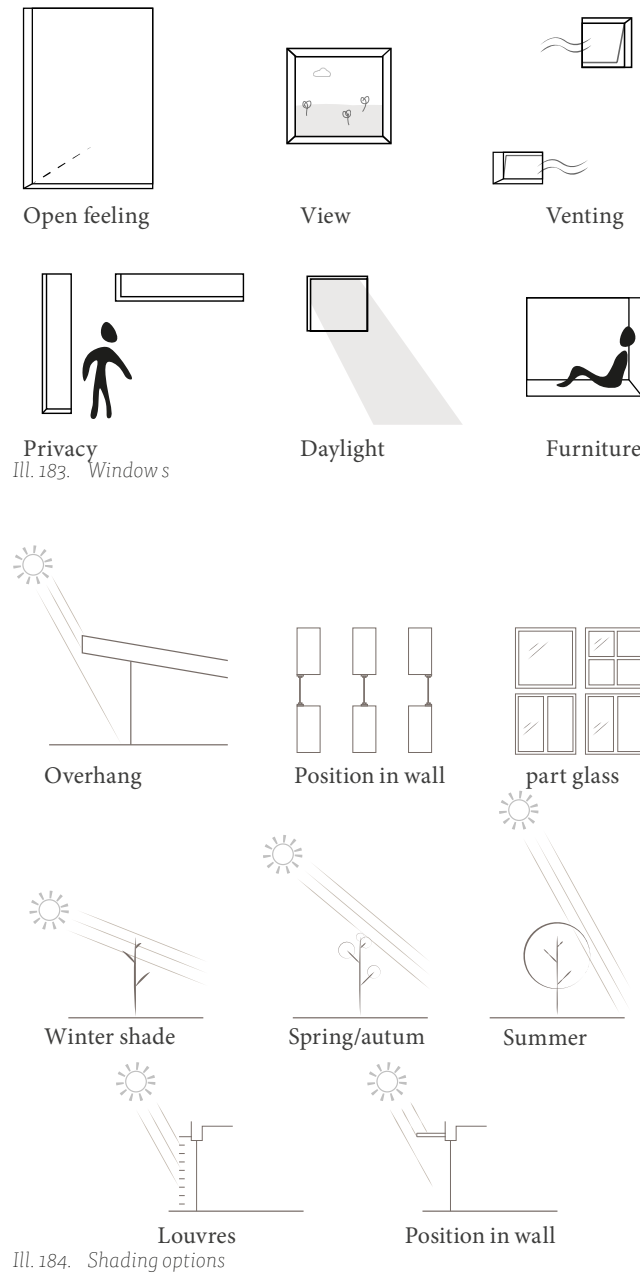 Open feeling
View
Venting
Privacy
Daylight
Furniture
Ill. 183. Window s
Overhang
Position in wall
part glass
Winter shade
Spring/autum
Summer
Louvres
Position in wall
Ill. 184. Shading options